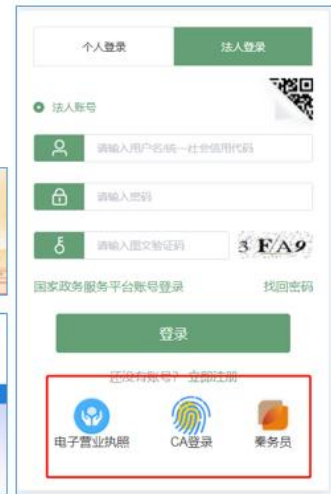 个人登录 法人登录
法人账号
请输入用户名/统一社会信用代码
请输入密码
请输入图文验证码 3 FA9
国家政务服务平台账号登录 找回密码
登录
还没有账号？ 立即注册
电子营业执照 CA登录 秦务员